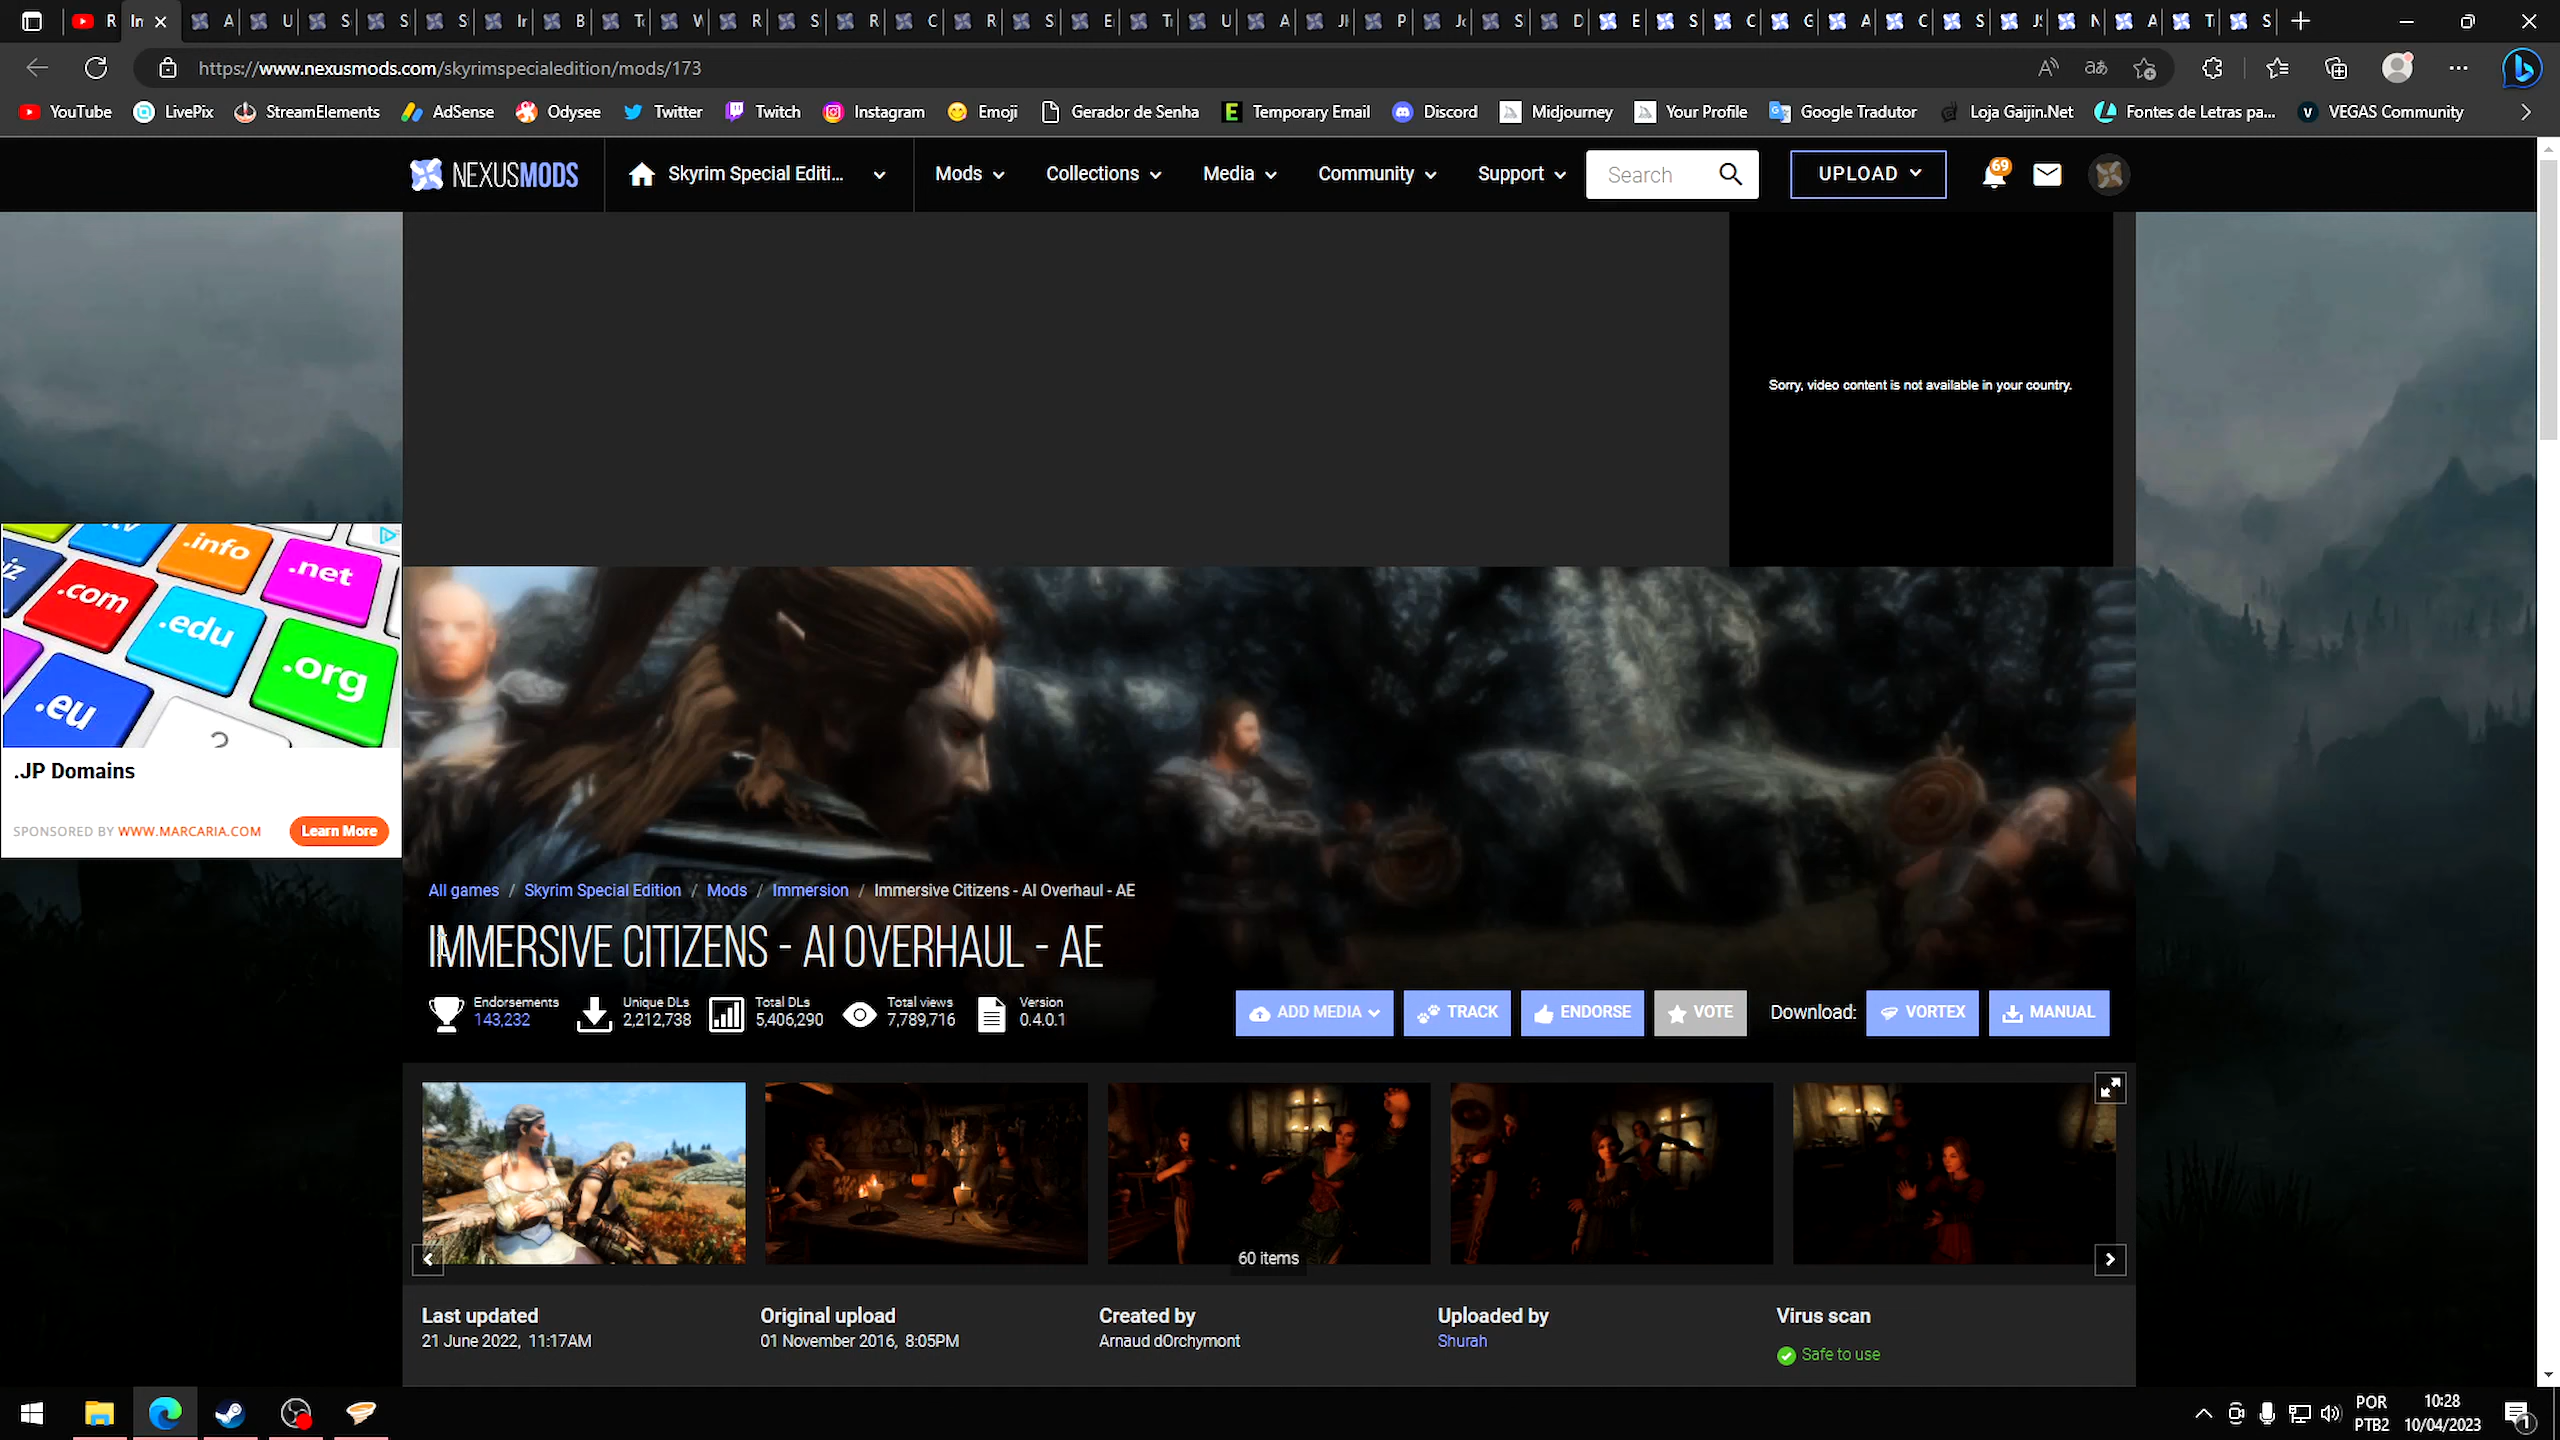 R In A U S S S In B T V R S R C R S E T U A JH P Jo S D E S C G A C S JS N A T S
https://www.nexusmods.com/skyrimspecialedition/mods/173
YouTube LivePix StreamElements AdSense Odysee Twitter Twitch Instagram Emoji Gerador de Senha Temporary Email Discord Midjourney Your Profile Google Tradutor Loja Gaijin.Net Fontes de Letras pa... VEGAS Community
NEXUSMODS Skyrim Special Editi... Mods Collections Media Community Support Search UPLOAD 69
Sorry, video content is not available in your country.
.tv .info .net
iz .com .edu .org
.eu ?
.JP Domains
SPONSORED BY WWW.MARCARIA.COM Learn More
All games / Skyrim Special Edition / Mods / Immersion / Immersive Citizens - AI Overhaul - AE
IMMERSIVE CITIZENS - AI OVERHAUL - AE
Endorsements Unique DLs Total DLs Total views Version
143,232 2,212,738 5,406,290 7,789,716 0.4.0.1
ADD MEDIA TRACK ENDORSE VOTE Download: VORTEX MANUAL
60 items
Last updated Original upload Created by Uploaded by Virus scan
21 June 2022, 11:17AM 01 November 2016, 8:05PM Arnaud dOrchymont Shurah Safe to use
POR 10:28
PTB2 10/04/2023 1